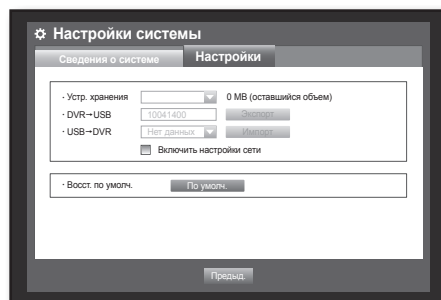 Настройки системы
Сведения о системе Настройки
· Устр. хранения 0 MB (оставшийся объем)
· DVR→USB 10041400 Экспорт
· USB→DVR Нет данных Импорт
Включить настройки сети
· Восст. по умолч. По умолч.
Предыд.